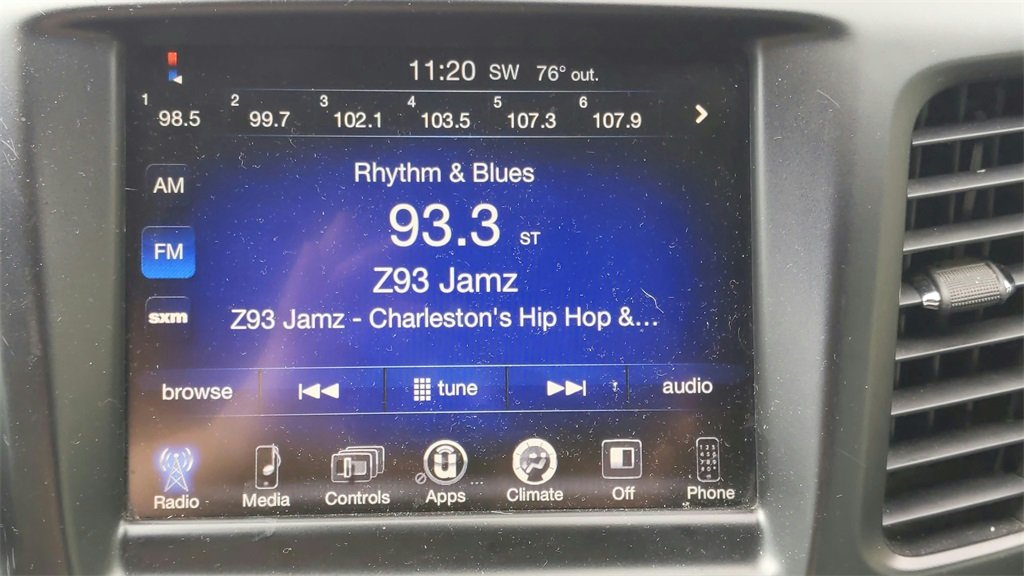 11:20 SW 76° out.
1 98.5 2 99.7 3 102.1 4 103.5 5 107.3 6 107.9
Rhythm & Blues
AM
93.3 ST
FM
Z93 Jamz
sxm
Z93 Jamz - Charleston's Hip Hop &...
browse tune audio
Radio Media Controls Apps Climate Off Phone